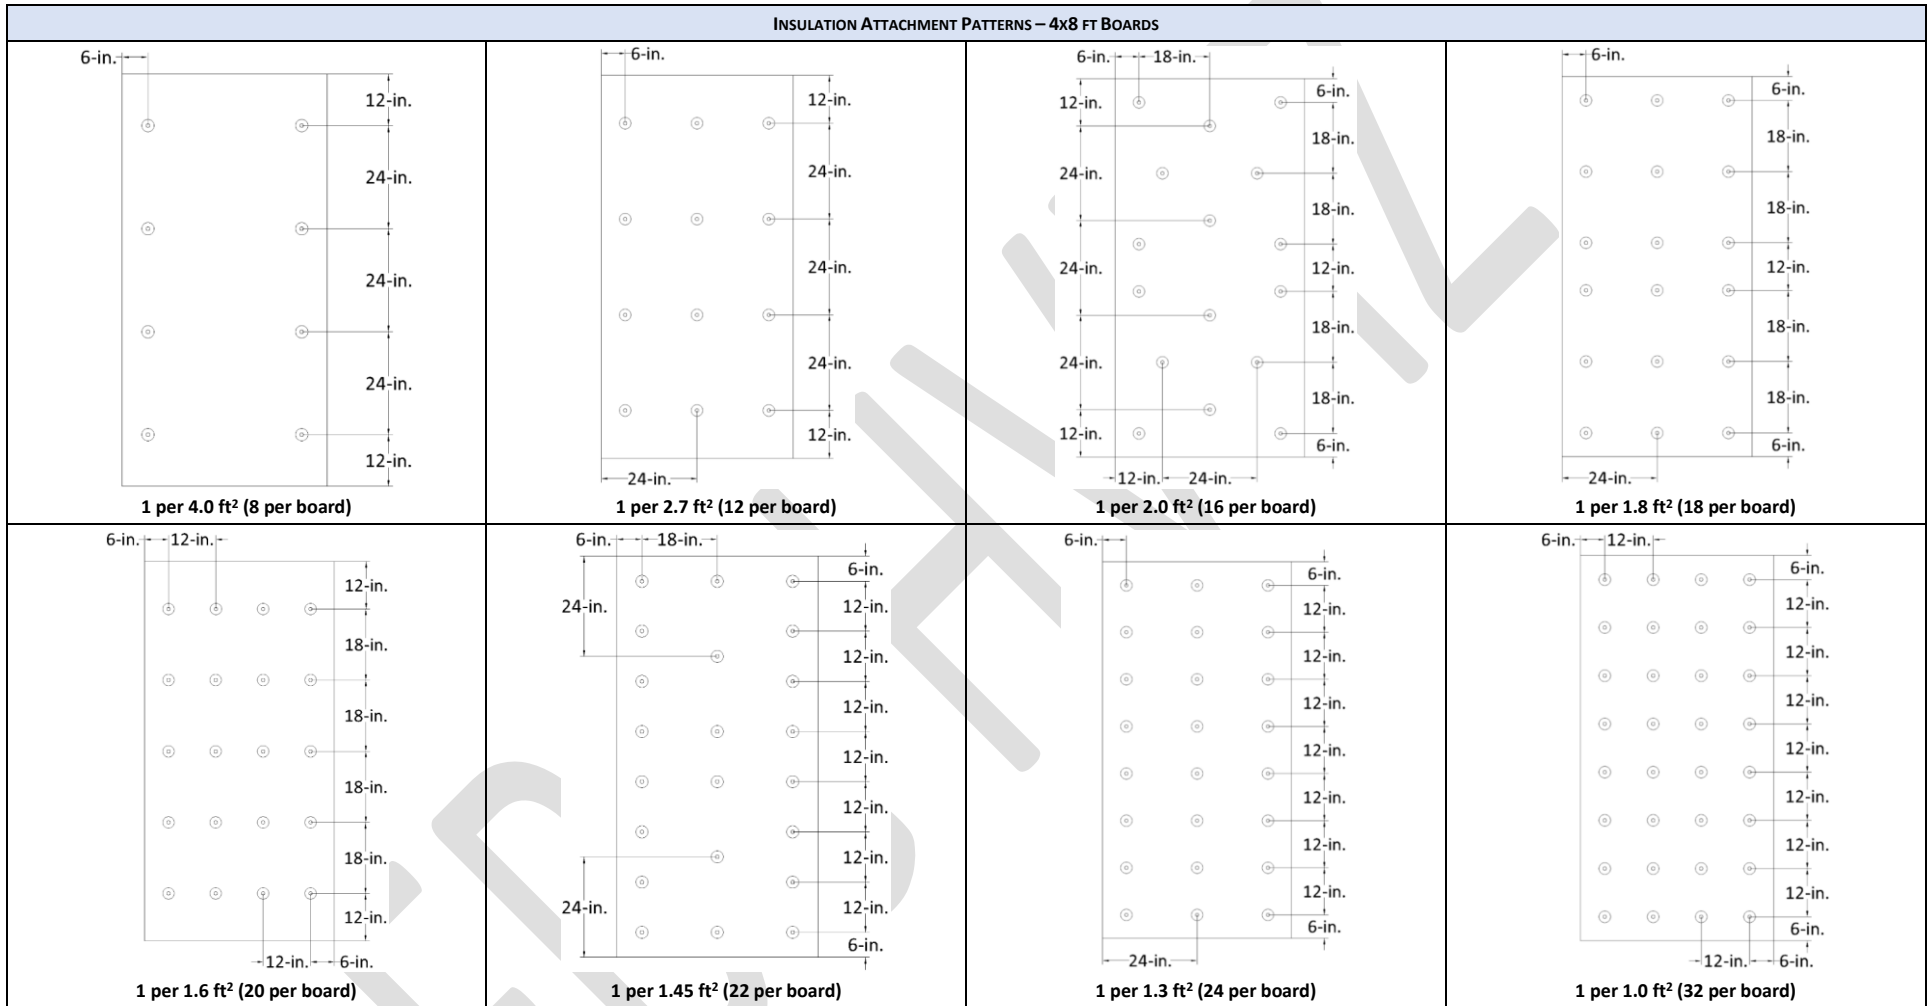 INSULATION ATTACHMENT PATTERNS – 4X8 FT BOARDS
6-in.
12-in.
24-in.
24-in.
24-in.
12-in.
1 per 4.0 ft² (8 per board)
6-in.
12-in.
24-in.
24-in.
24-in.
12-in.
24-in.
1 per 2.7 ft² (12 per board)
6-in. 18-in.
12-in.
24-in.
24-in.
24-in.
12-in.
6-in.
18-in.
18-in.
12-in.
18-in.
18-in.
6-in.
12-in. 24-in.
1 per 2.0 ft² (16 per board)
6-in.
6-in.
18-in.
18-in.
12-in.
18-in.
18-in.
6-in.
24-in.
1 per 1.8 ft² (18 per board)
6-in. 12-in.
12-in.
18-in.
18-in.
18-in.
18-in.
12-in.
12-in. 6-in.
1 per 1.6 ft² (20 per board)
6-in. 18-in.
24-in.
24-in.
6-in.
12-in.
12-in.
12-in.
12-in.
12-in.
12-in.
12-in.
6-in.
1 per 1.45 ft² (22 per board)
6-in.
6-in.
12-in.
12-in.
12-in.
12-in.
12-in.
12-in.
12-in.
6-in.
24-in.
1 per 1.3 ft² (24 per board)
6-in. 12-in.
6-in.
12-in.
12-in.
12-in.
12-in.
12-in.
12-in.
12-in.
6-in.
12-in. 6-in.
1 per 1.0 ft² (32 per board)